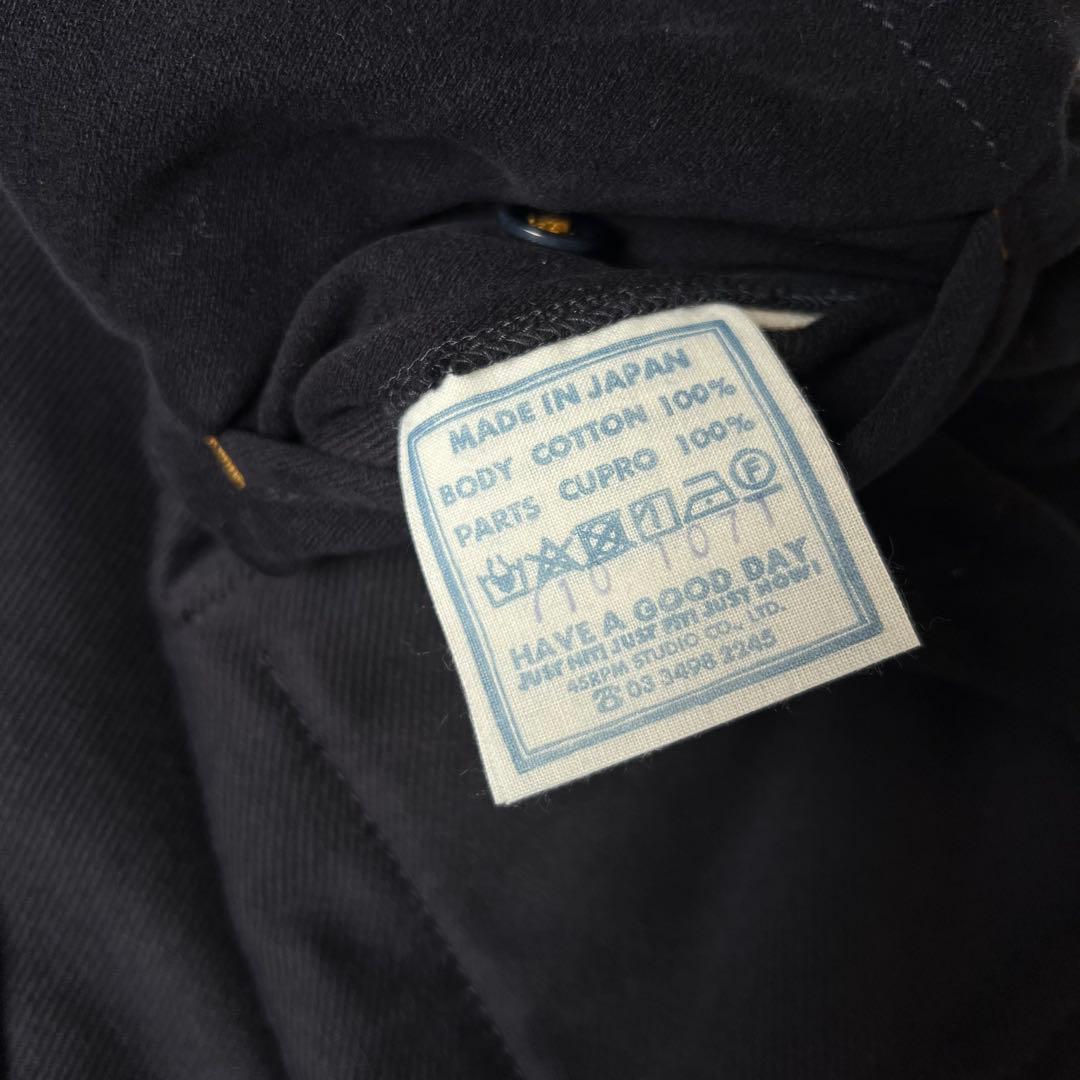 MADE IN JAPAN
BODY COTTON 100%
PARTS CUPRO 100%
F
HAVE A GOOD DAY
JUST HIT! JUST FIT! JUST NOW!
45RPM STUDIO CO., LTD.
☎ 03 3498 2245